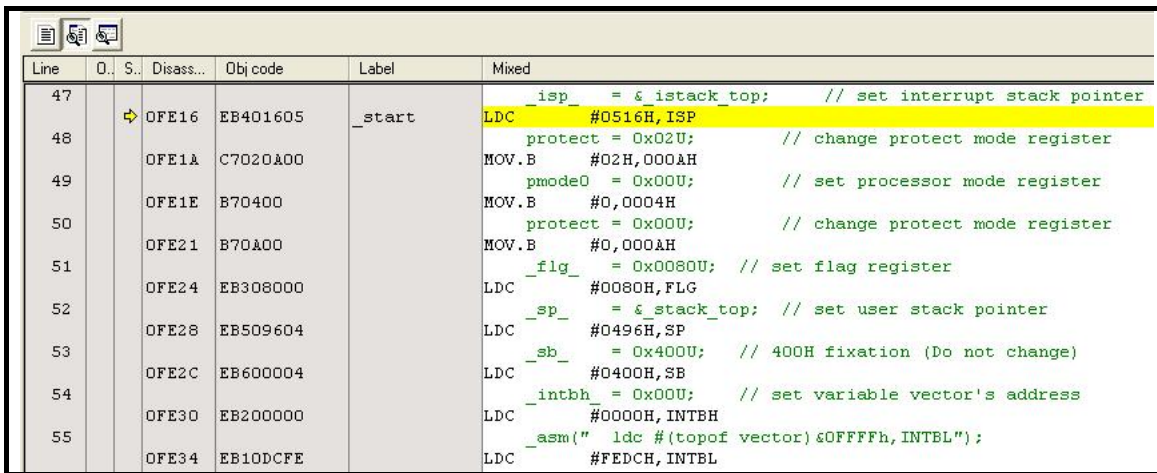 Line O.. S.. Disass... Obj code Label Mixed
47 _isp_ = &_istack_top; // set interrupt stack pointer
0FE16 EB401605 _start LDC #0516H,ISP
48 protect = 0x02U; // change protect mode register
0FE1A C7020A00 MOV.B #02H,000AH
49 pmode0 = 0x00U; // set processor mode register
0FE1E B70400 MOV.B #0,0004H
50 protect = 0x00U; // change protect mode register
0FE21 B70A00 MOV.B #0,000AH
51 _flg_ = 0x0080U; // set flag register
0FE24 EB308000 LDC #0080H,FLG
52 _sp_ = &_stack_top; // set user stack pointer
0FE28 EB509604 LDC #0496H,SP
53 _sb_ = 0x400U; // 400H fixation (Do not change)
0FE2C EB600004 LDC #0400H,SB
54 _intbh_ = 0x00U; // set variable vector's address
0FE30 EB200000 LDC #0000H,INTBH
55 _asm(" ldc #(topof vector)&0FFFFh,INTBL");
0FE34 EB10DCFE LDC #FEDCH,INTBL